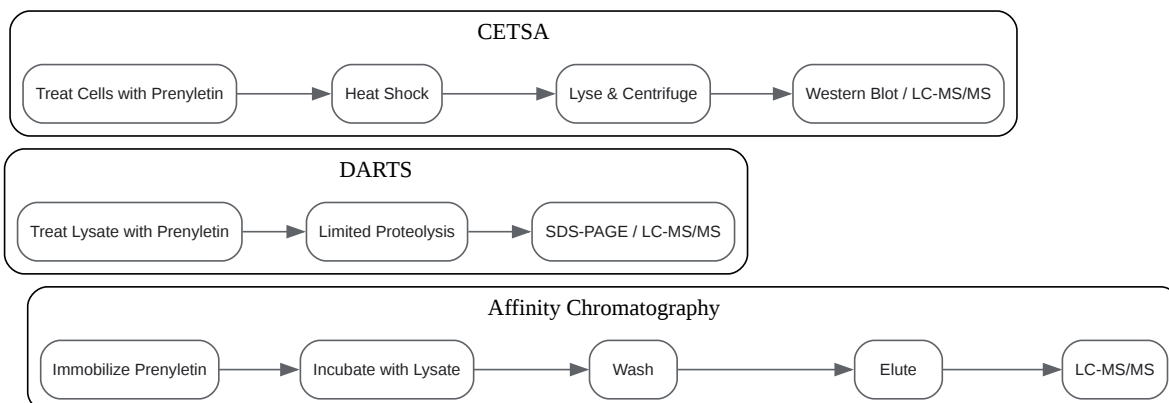 CETSA
Treat Cells with Prenyletin
Heat Shock
Lyse & Centrifuge
Western Blot / LC-MS/MS
DARTS
Treat Lysate with Prenyletin
Limited Proteolysis
SDS-PAGE / LC-MS/MS
Affinity Chromatography
Immobilize Prenyletin
Incubate with Lysate
Wash
Elute
LC-MS/MS